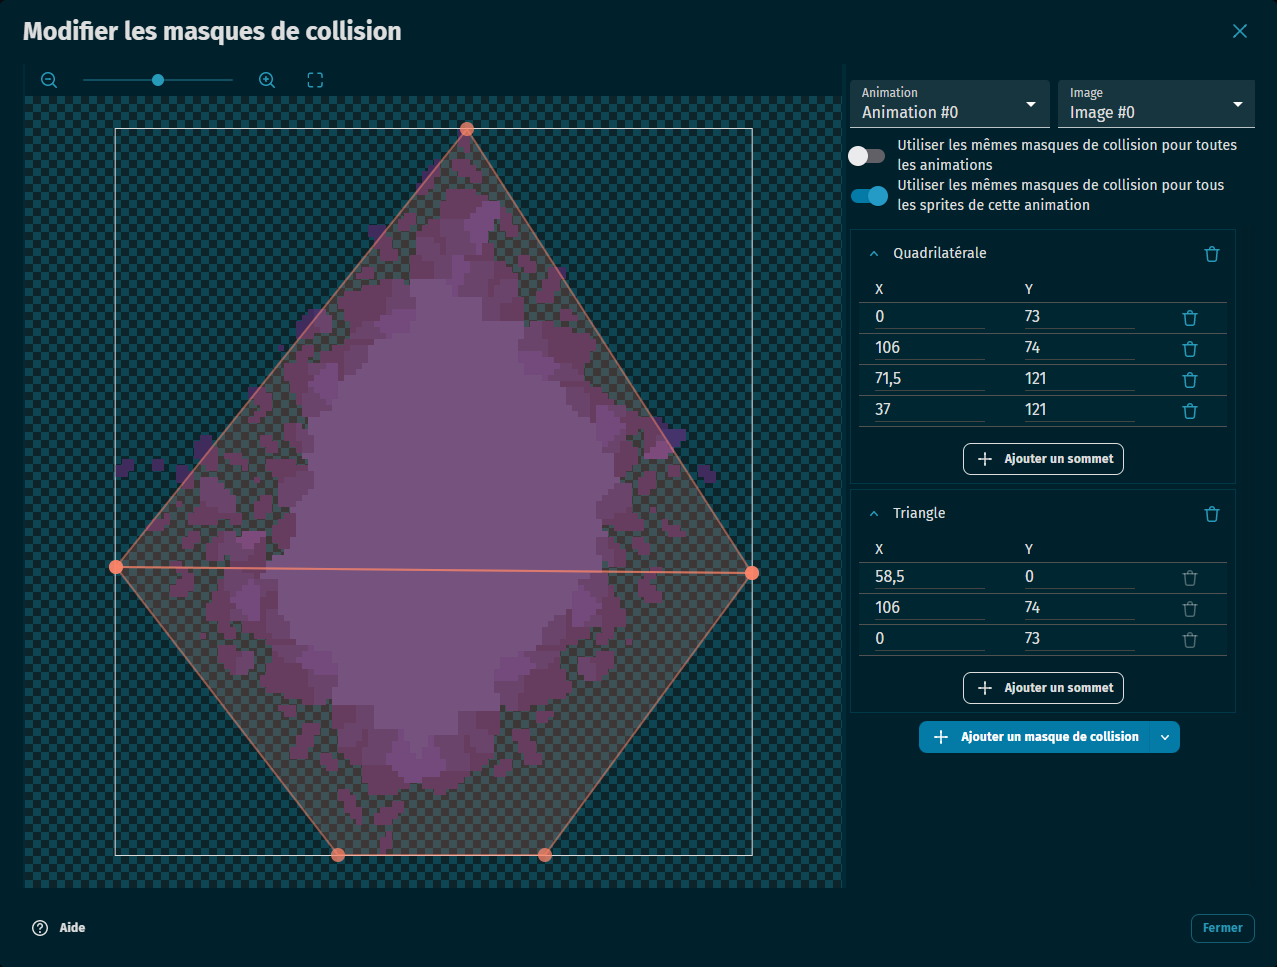 Modifier les masques de collision
Animation
Animation #0
Image
Image #0
Utiliser les mêmes masques de collision pour toutes
les animations
Utiliser les mêmes masques de collision pour tous
les sprites de cette animation
Quadrilatérale
X Y
0 73
106 74
71,5 121
37 121
Ajouter un sommet
Triangle
X Y
58,5 0
106 74
0 73
Ajouter un sommet
Ajouter un masque de collision
Aide
Fermer